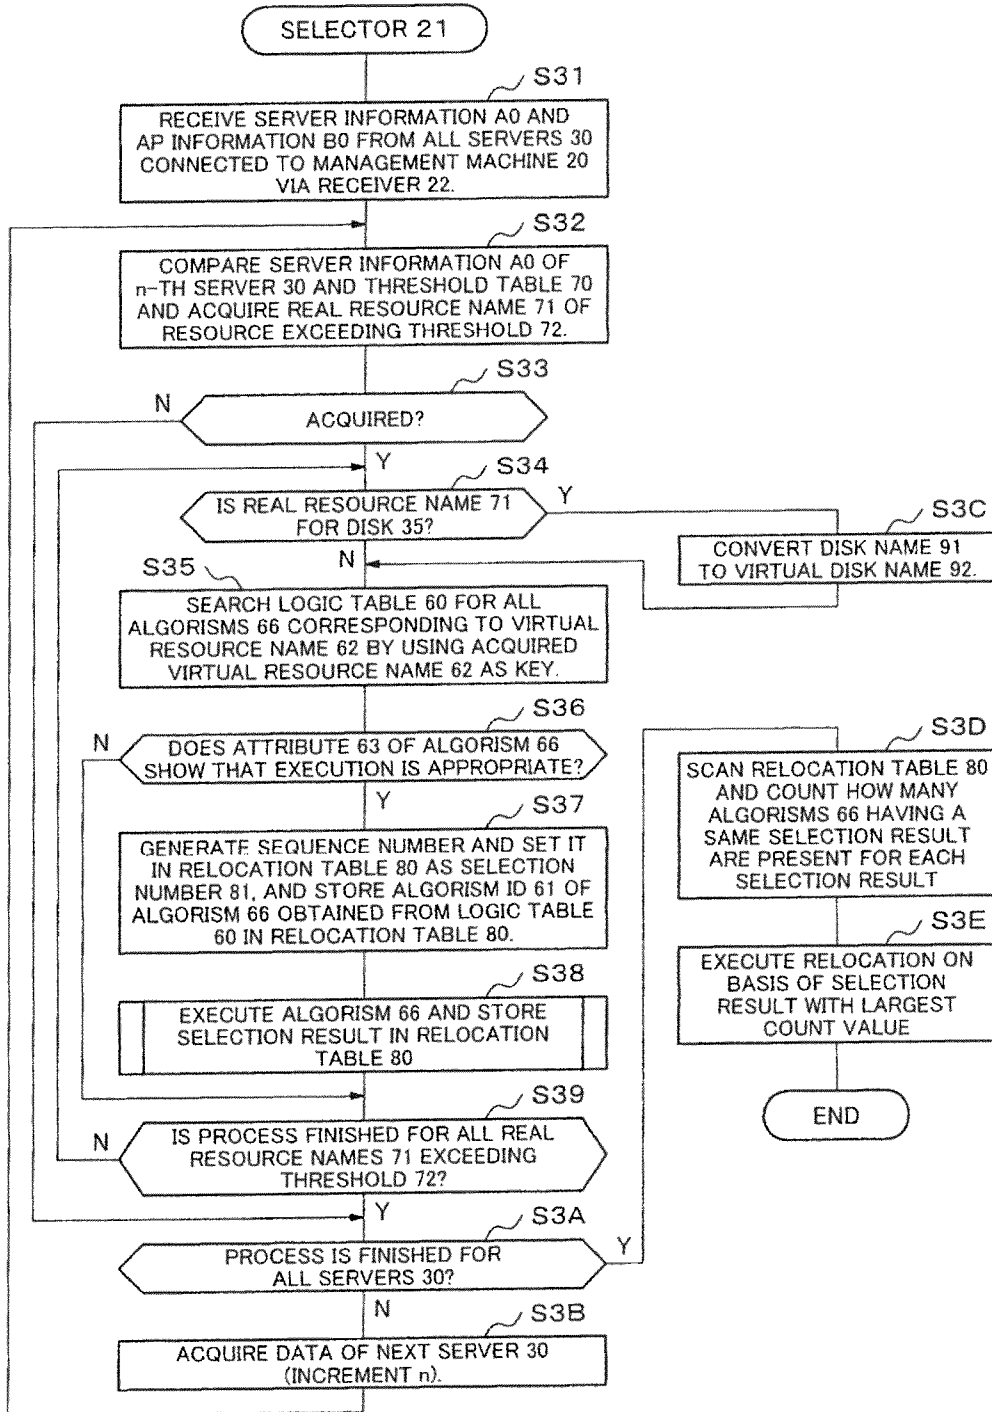 SELECTOR 21
S31
RECEIVE SERVER INFORMATION A0 AND
AP INFORMATION B0 FROM ALL SERVERS 30
CONNECTED TO MANAGEMENT MACHINE 20
VIA RECEIVER 22.
S32
COMPARE SERVER INFORMATION A0 OF
n-TH SERVER 30 AND THRESHOLD TABLE 70
AND ACQUIRE REAL RESOURCE NAME 71 OF
RESOURCE EXCEEDING THRESHOLD 72.
S33
N
ACQUIRED?
Y
S34
IS REAL RESOURCE NAME 71
FOR DISK 35?
Y
N
S3C
CONVERT DISK NAME 91
TO VIRTUAL DISK NAME 92.
S35
SEARCH LOGIC TABLE 60 FOR ALL
ALGORISMS 66 CORRESPONDING TO VIRTUAL
RESOURCE NAME 62 BY USING ACQUIRED
VIRTUAL RESOURCE NAME 62 AS KEY.
S36
N
DOES ATTRIBUTE 63 OF ALGORISM 66
SHOW THAT EXECUTION IS APPROPRIATE?
Y
S37
GENERATE SEQUENCE NUMBER AND SET IT
IN RELOCATION TABLE 80 AS SELECTION
NUMBER 81, AND STORE ALGORISM ID 61 OF
ALGORISM 66 OBTAINED FROM LOGIC TABLE
60 IN RELOCATION TABLE 80.
S38
EXECUTE ALGORISM 66 AND STORE
SELECTION RESULT IN RELOCATION
TABLE 80
S39
N
IS PROCESS FINISHED FOR ALL REAL
RESOURCE NAMES 71 EXCEEDING
THRESHOLD 72?
Y
S3A
PROCESS IS FINISHED FOR
ALL SERVERS 30?
Y
N
S3B
ACQUIRE DATA OF NEXT SERVER 30
(INCREMENT n).
S3D
SCAN RELOCATION TABLE 80
AND COUNT HOW MANY
ALGORISMS 66 HAVING A
SAME SELECTION RESULT
ARE PRESENT FOR EACH
SELECTION RESULT
S3E
EXECUTE RELOCATION ON
BASIS OF SELECTION
RESULT WITH LARGEST
COUNT VALUE
END